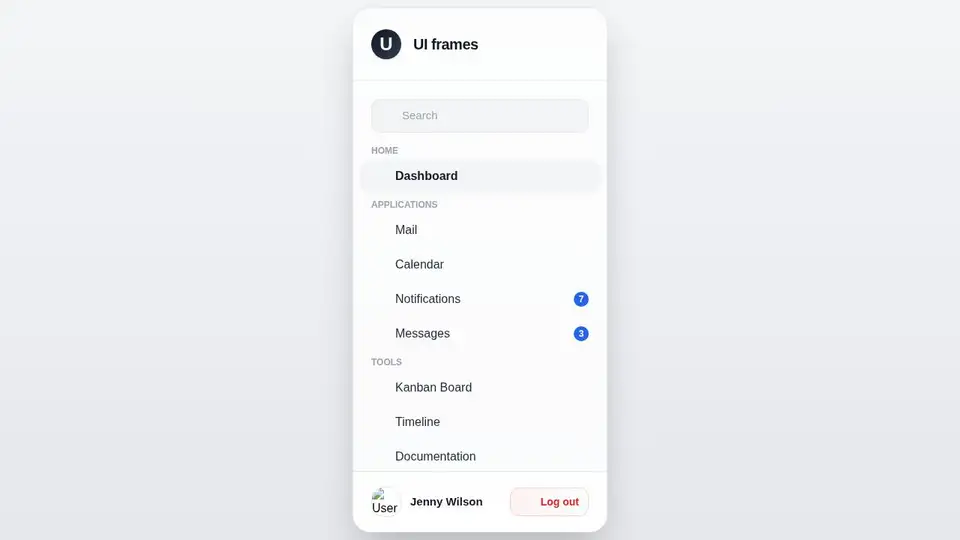 U UI frames
Search
HOME
Dashboard
APPLICATIONS
Mail
Calendar
Notifications 7
Messages 3
TOOLS
Kanban Board
Timeline
Documentation
User Jenny Wilson Log out